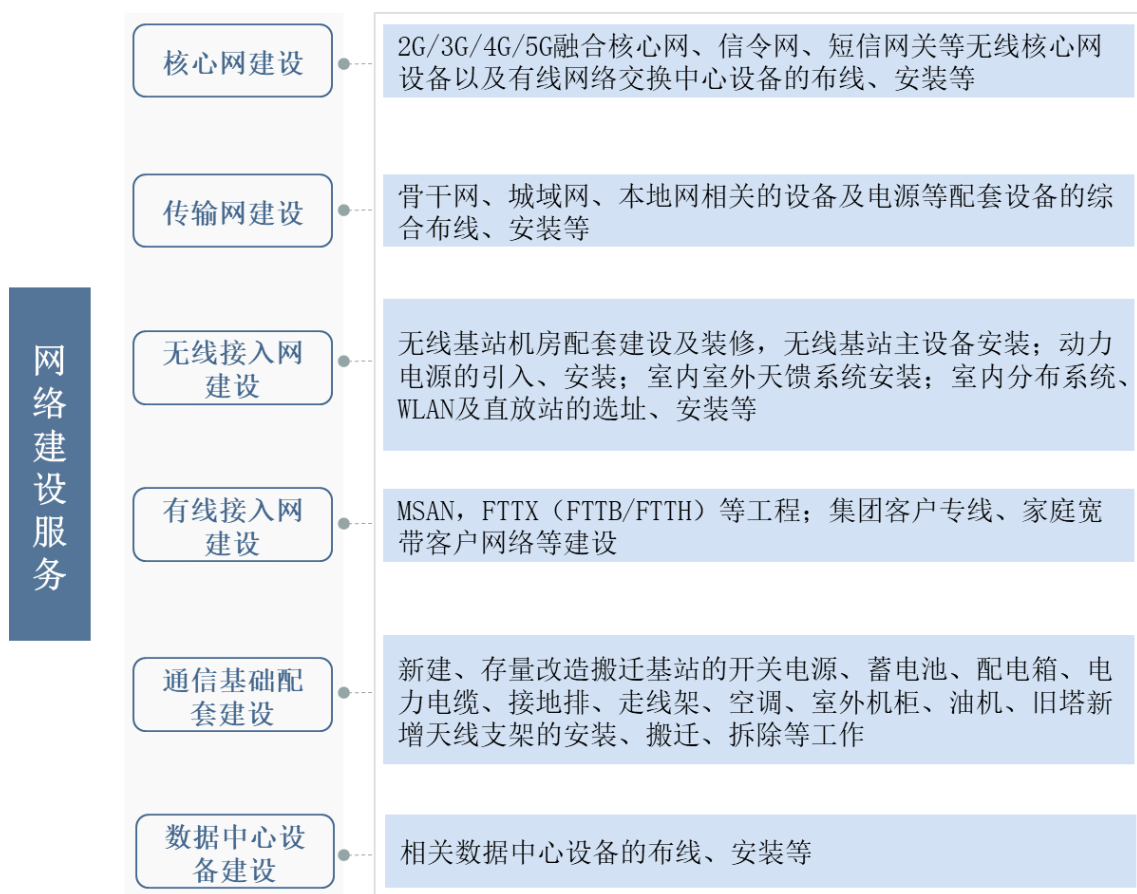 网络建设服务
核心网建设
2G/3G/4G/5G融合核心网、信令网、短信网关等无线核心网
设备以及有线网络交换中心设备的布线、安装等
传输网建设
骨干网、城域网、本地网相关的设备及电源等配套设备的综
合布线、安装等
无线接入网
建设
无线基站机房配套建设及装修，无线基站主设备安装；动力
电源的引入、安装；室内室外天馈系统安装；室内分布系统、
WLAN及直放站的选址、安装等
有线接入网
建设
MSAN，FTTX（FTTB/FTTH）等工程；集团客户专线、家庭宽
带客户网络等建设
通信基础配
套建设
新建、存量改造搬迁基站的开关电源、蓄电池、配电箱、电
力电缆、接地排、走线架、空调、室外机柜、油机、旧塔新
增天线支架的安装、搬迁、拆除等工作
数据中心设
备建设
相关数据中心设备的布线、安装等